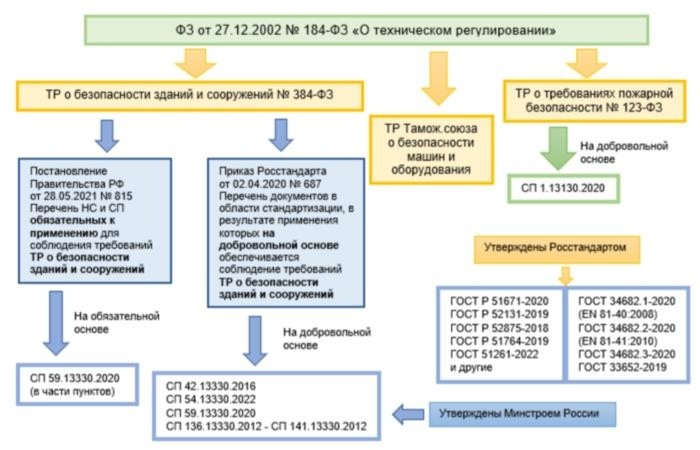 ФЗ от 27.12.2002 № 184-ФЗ «О техническом регулировании»
ТР о безопасности зданий и сооружений № 384-ФЗ
ТР Тамож.союза
о безопасности
машин и
оборудования
ТР о требованиях пожарной
безопасности № 123-ФЗ
На добровольной
основе
СП 1.13130.2020
Постановление
Правительства РФ
от 28.05.2021 № 815
Перечень НС и СП
обязательных к
применению для
соблюдения требований
ТР о безопасности
зданий и сооружений
Приказ Росстандарта
от 02.04.2020 № 687
Перечень документов в
области стандартизации, в
результате применения
которых на
добровольной основе
обеспечивается
соблюдение требований
ТР о безопасности
зданий и сооружений
На обязательной
основе
СП 59.13330.2020
(в части пунктов)
На добровольной
основе
СП 42.13330.2016
СП 54.13330.2022
СП 59.13330.2020
СП 136.13330.2012 - СП 141.13330.2012
Утверждены Минстроем России
Утверждены Росстандартом
ГОСТ Р 51671-2020
ГОСТ Р 52131-2019
ГОСТ Р 52875-2018
ГОСТ Р 51764-2019
ГОСТ 51261-2022
и другие
ГОСТ 34682.1-2020
(EN 81-40:2008)
ГОСТ 34682.2-2020
(EN 81-41:2010)
ГОСТ 34682.3-2020
ГОСТ 33652-2019